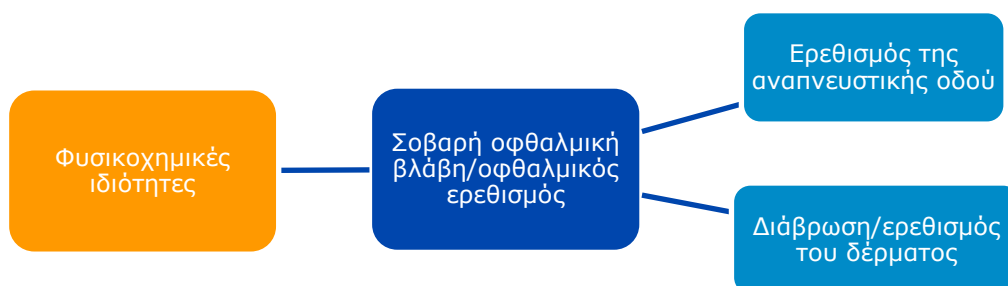 Φυσικοχημικές
ιδιότητες
Σοβαρή οφθαλμική
βλάβη/οφθαλμικός
ερεθισμός
Ερεθισμός της
αναπνευστικής οδού
Διάβρωση/ερεθισμός
του δέρματος